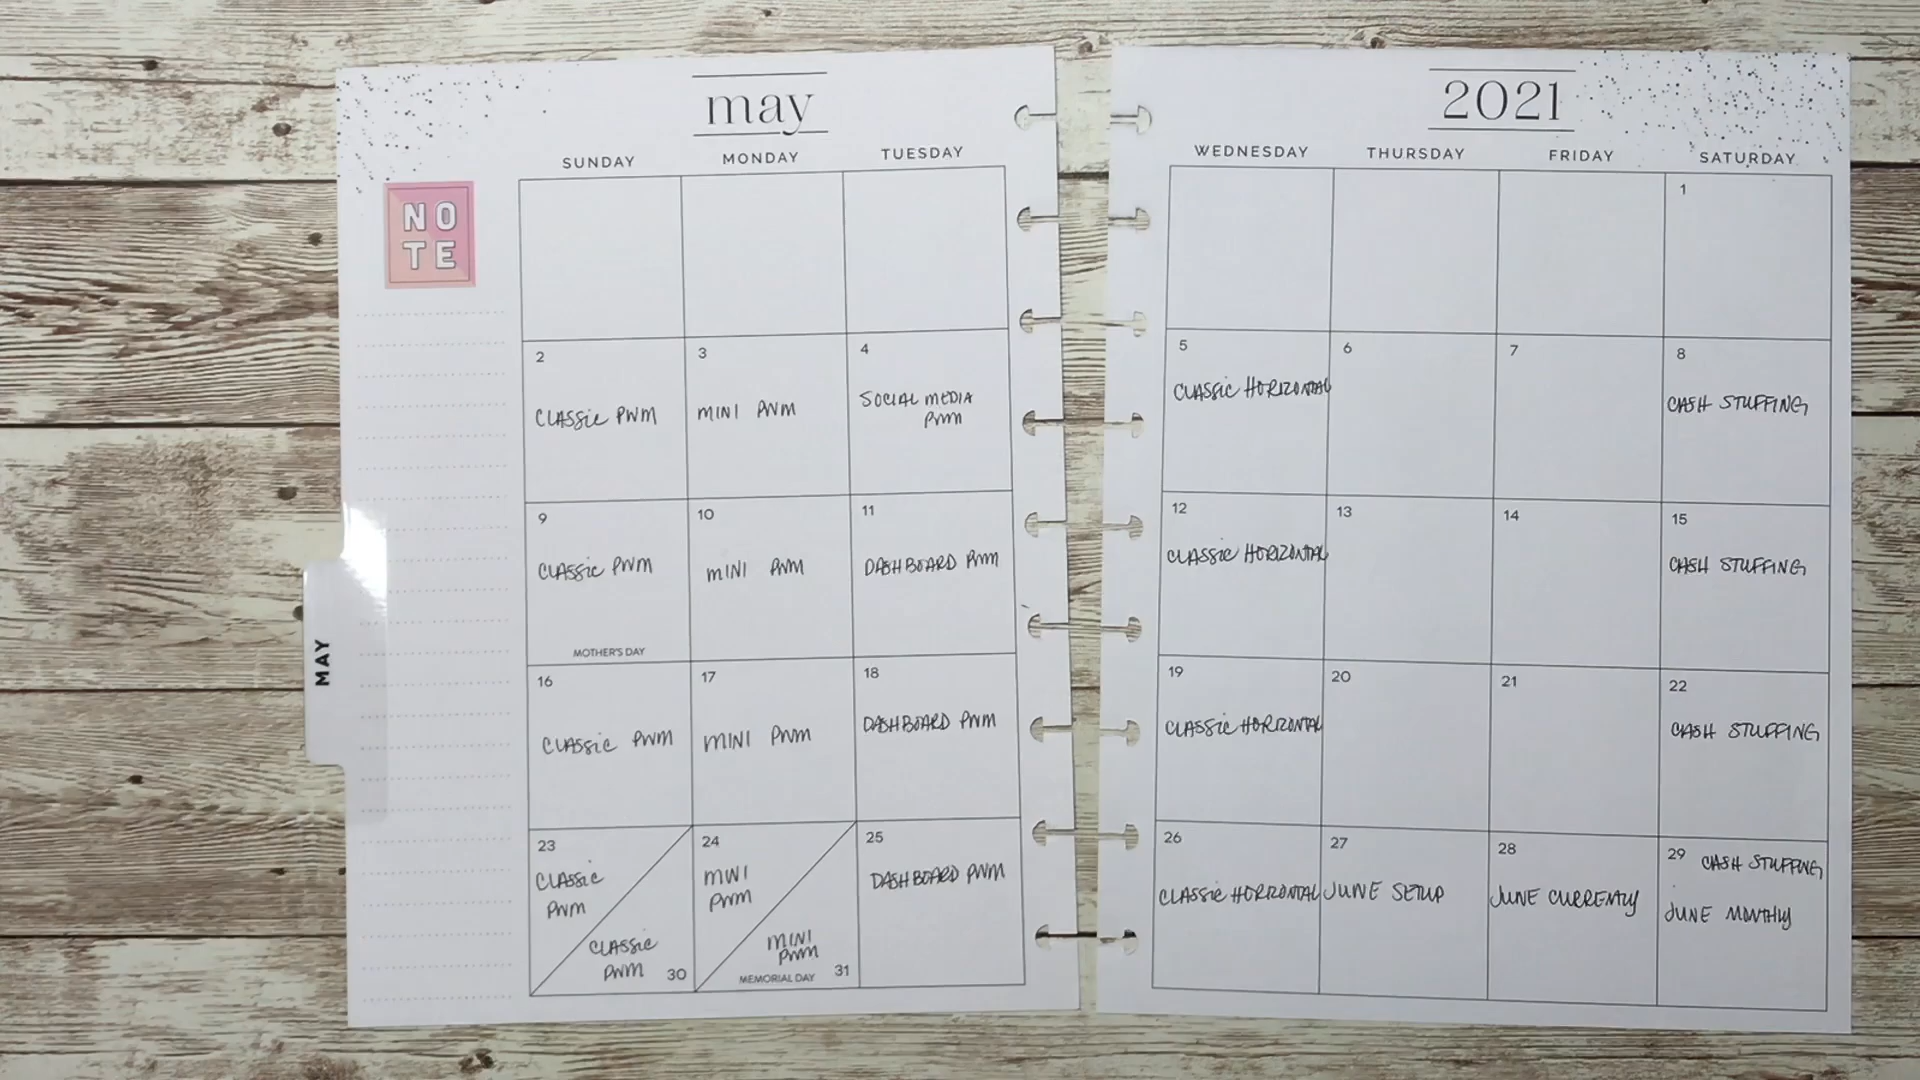 may
2021
SUNDAY
MONDAY
TUESDAY
WEDNESDAY
THURSDAY
FRIDAY
SATURDAY
NO
TE
1
2
CLASSIC PWM
3
MINI PWM
4
SOCIAL MEDIA
PWM
5
CLASSIC HORIZONTAL
6
7
8
CASH STUFFING
9
CLASSIC PWM
MOTHER'S DAY
10
MINI PWM
11
DASHBOARD PWM
12
CLASSIC HORIZONTAL
13
14
15
CASH STUFFING
16
CLASSIC PWM
17
MINI PWM
18
DASHBOARD PWM
19
CLASSIC HORIZONTAL
20
21
22
CASH STUFFING
23
CLASSIC
PWM
CLASSIC
PWM 30
24
MINI
PWM
MINI
PWM
MEMORIAL DAY 31
25
DASHBOARD PWM
26
CLASSIC HORIZONTAL
27
JUNE SETUP
28
JUNE CURRENTLY
29 CASH STUFFING
JUNE MONTHLY
MAY